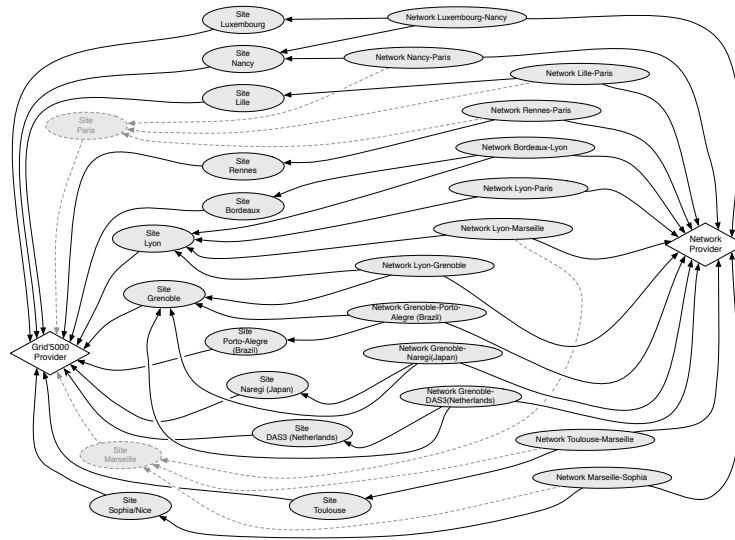 Site
Luxembourg
Network Luxembourg-Nancy
Site
Nancy
Network Nancy-Paris
Network Lille-Paris
Site
Lille
Site
Paris
Network Rennes-Paris
Network Bordeaux-Lyon
Site
Rennes
Network Lyon-Paris
Site
Bordeaux
Site
Lyon
Network Lyon-Marseille
Network
Provider
Network Lyon-Grenoble
Site
Grenoble
Network Grenoble-Porto-
Alegre (Brazil)
Site
Porto-Alegre
(Brazil)
Grid'5000
Provider
Network Grenoble-
Naregi(Japan)
Site
Naregi (Japan)
Network Grenoble-
DAS3(Netherlands)
Site
DAS3 (Netherlands)
Network Toulouse-Marseille
Site
Marseille
Network Marseille-Sophia
Site
Sophia/Nice
Site
Toulouse